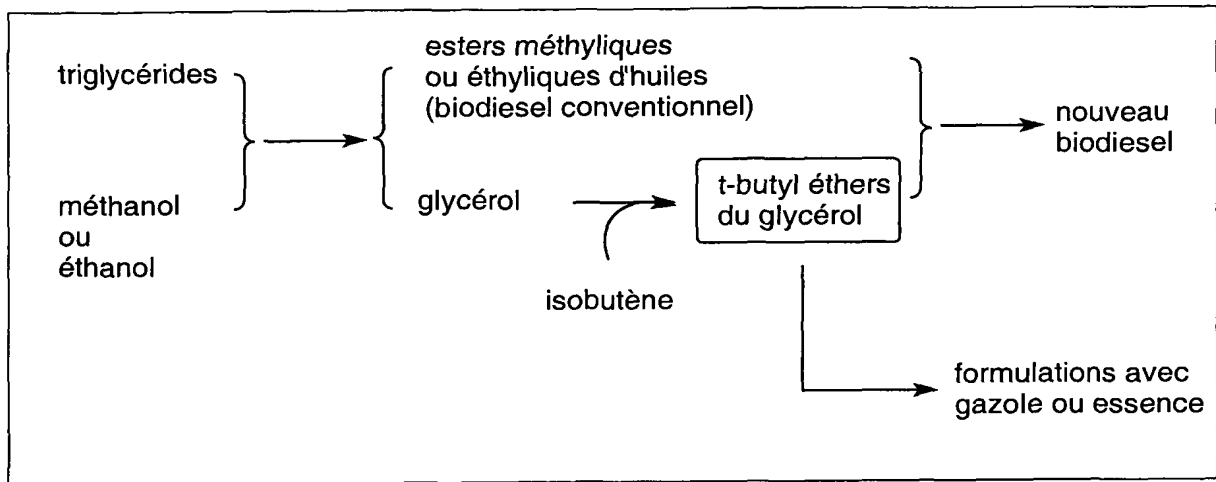 triglycérides
méthanol
ou
éthanol
esters méthyliques
ou éthyliques d'huiles
(biodiesel conventionnel)
glycérol
isobutène
t-butyl éthers
du glycérol
nouveau
biodiesel
formulations avec
gazole ou essence